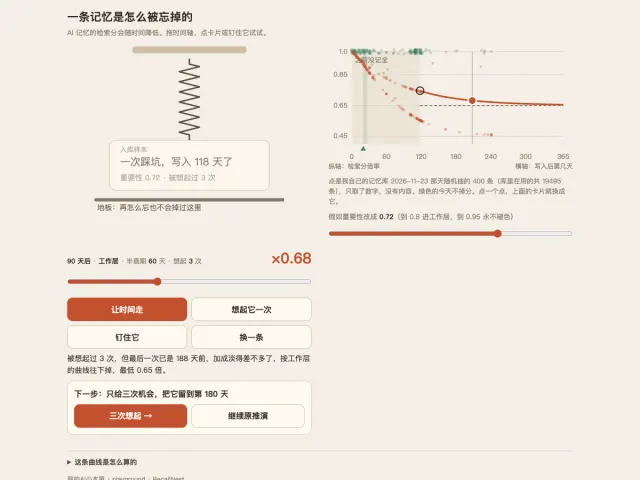 一条记忆是怎么被忘掉的
AI 记忆的检索分会随时间降低。拖时间轴、点卡片或钉住它试试。
入库样本
一次踩坑，写入 118 天了
重要性 0.72 · 被想起过 3 次
地板：再怎么忘也不会掉过这里
90 天后 · 工作层 · 半衰期 60 天 · 想起 3 次
×0.68
让时间走
想起它一次
钉住它
换一条
被想起过 3 次，但最后一次已是 188 天前，加成淡得差不多了，按工作层
的曲线往下掉，最低 0.65 倍。
下一步：只给三次机会，把它留到第 180 天
三次想起 →
继续原推演
1.0
0.85
0.65
0.45
0
60
120
180
240
300
365
纵轴：检索分倍率
横轴：写入后第几天
点是我自己的记忆库 2026-11-23 那天随机抽的 400 条（库里在用的共 19495
条），只取了数字，没有内容。绿色的今天不掉分。点一个点，上面的卡片就换成
它。
假如重要性改成 0.72（到 0.8 进工作层，到 0.95 永不褪色）
▶ 这条曲线是怎么算的